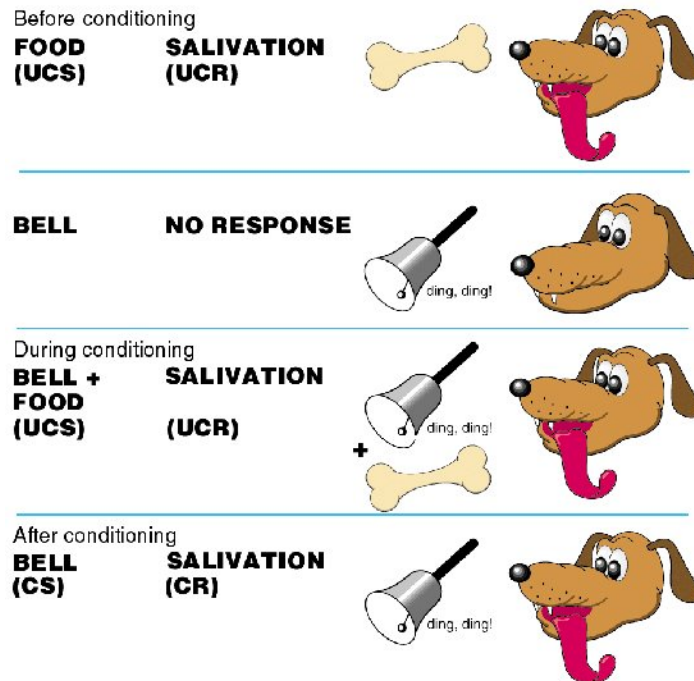 Before conditioning
FOOD SALIVATION
(UCS) (UCR)
BELL NO RESPONSE
ding, ding!
During conditioning
BELL + SALIVATION
FOOD
(UCS) (UCR)
ding, ding!
+
After conditioning
BELL SALIVATION
(CS) (CR)
ding, ding!